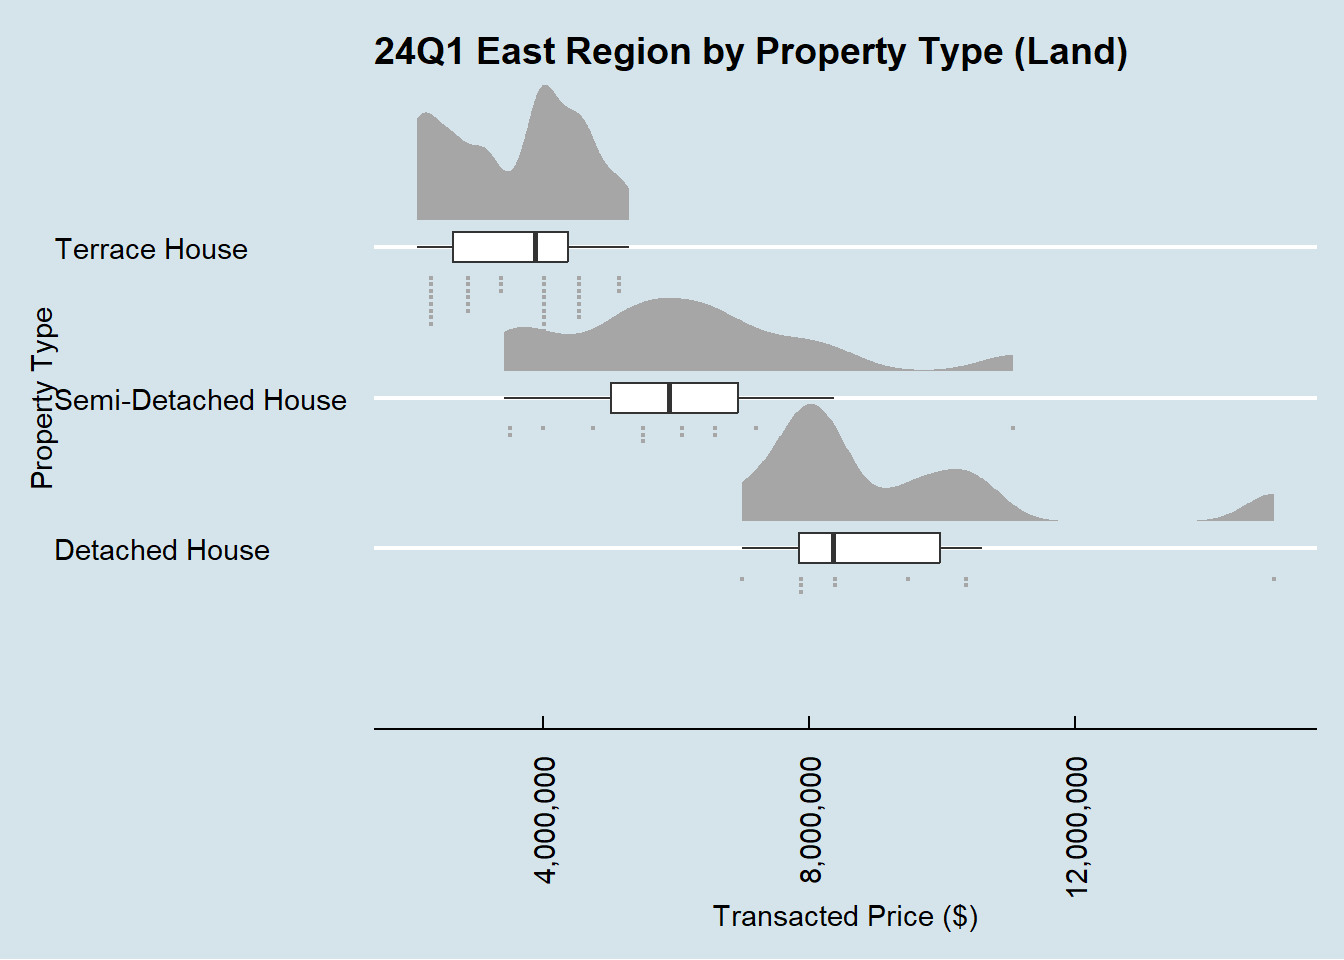 24Q1 East Region by Property Type (Land)
Property Type
Terrace House
Semi-Detached House
Detached House
4,000,000
8,000,000
12,000,000
Transacted Price ($)